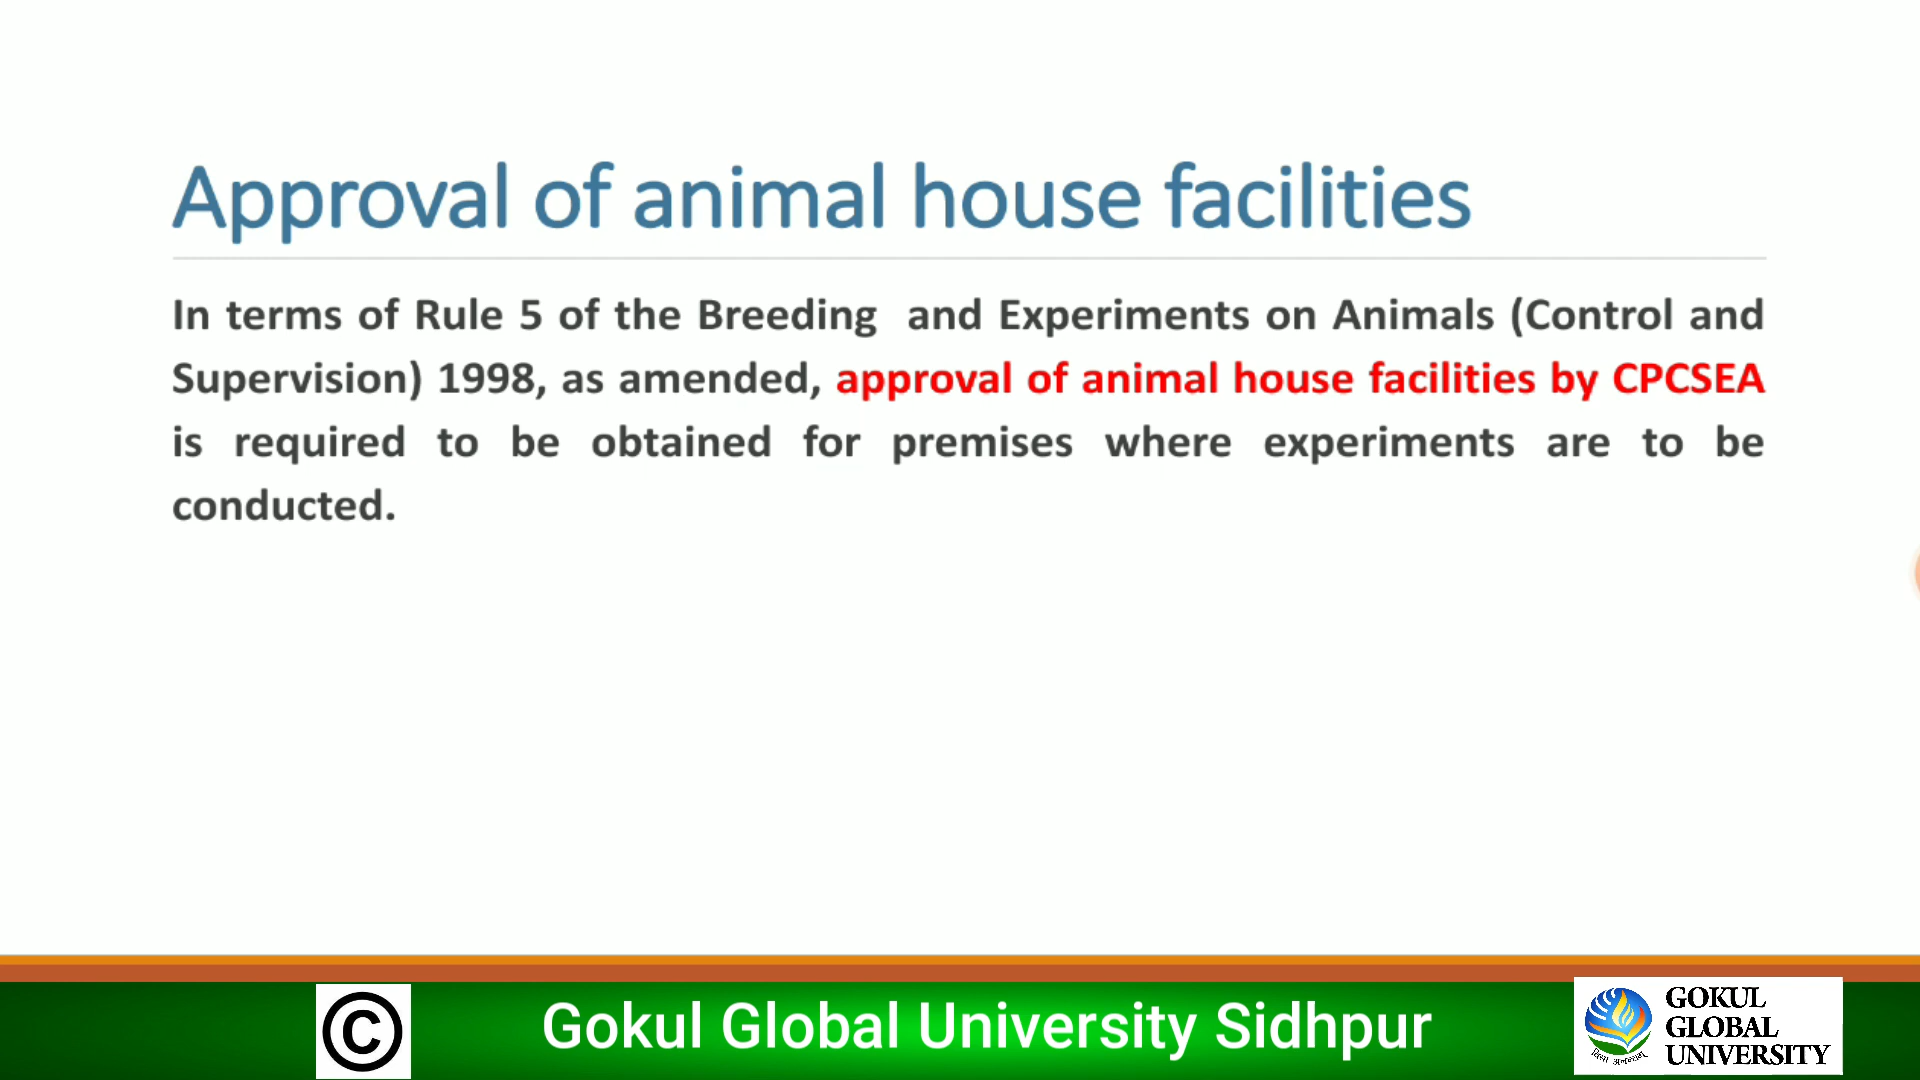 Approval of animal house facilities
In terms of Rule 5 of the Breeding and Experiments on Animals (Control and
Supervision) 1998, as amended, approval of animal house facilities by CPCSEA
is required to be obtained for premises where experiments are to be
conducted.
©
Gokul Global University Sidhpur
GOKUL
GLOBAL
UNIVERSITY